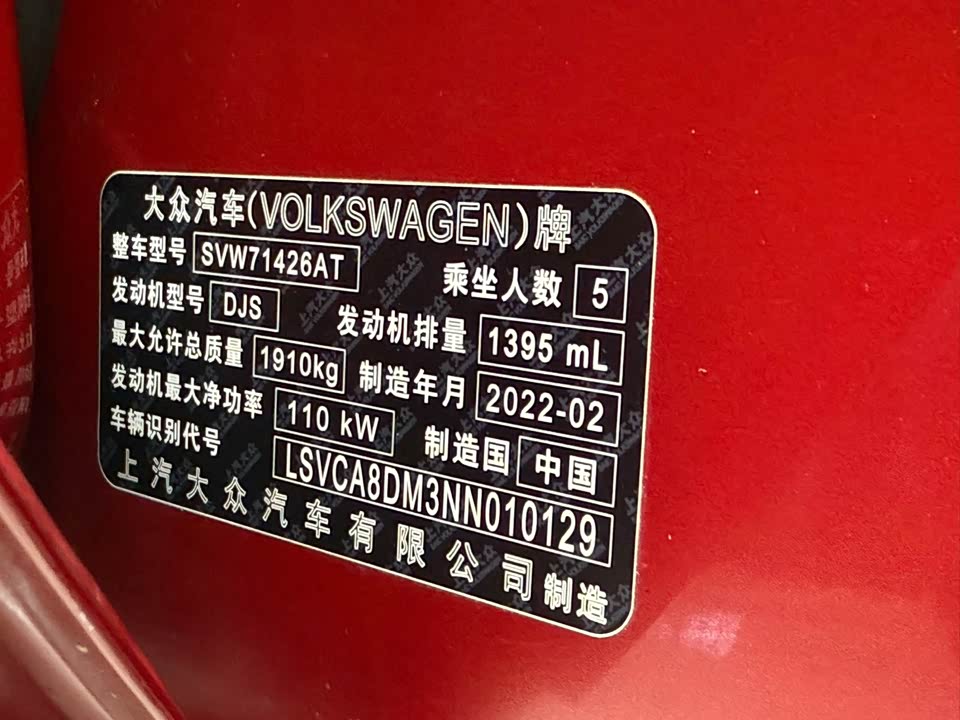 大众汽车(VOLKSWAGEN)牌
整车型号 SVW71426AT 乘坐人数 5
发动机型号 DJS 发动机排量 1395 mL
最大允许总质量 1910kg 制造年月 2022-02
发动机最大净功率 110 kW 制造国 中国
车辆识别代号 LSVCA8DM3NN010129
上汽大众汽车有限公司制造